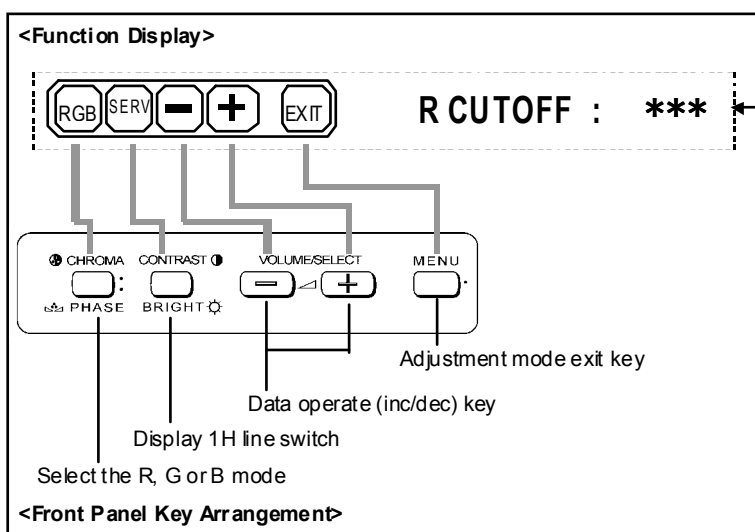 <Function Display>
RGB SERV − + EXIT R CUTOFF : ***
CHROMA CONTRAST VOLUME/SELECT MENU
− +
PHASE BRIGHT
Adjustment mode exit key
Data operate (inc/dec) key
Display 1H line switch
Select the R, G or B mode
<Front Panel Key Arrangement>